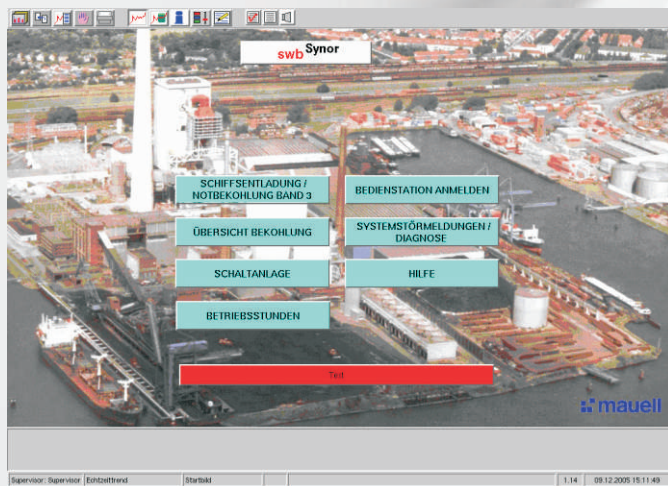 swb Synor
SCHIFFSENTLADUNG /
NOTBEKOHLUNG BAND 3
BEDIENSTATION ANMELDEN
ÜBERSICHT BEKOHLUNG
SYSTEMSTÖRMELDUNGEN /
DIAGNOSE
SCHALTANLAGE
HILFE
BETRIEBSSTUNDEN
Text
mauell
Supervisor: Supervisor Echtzeittrend Startbild 1.14 09.12.2005 15:11:49